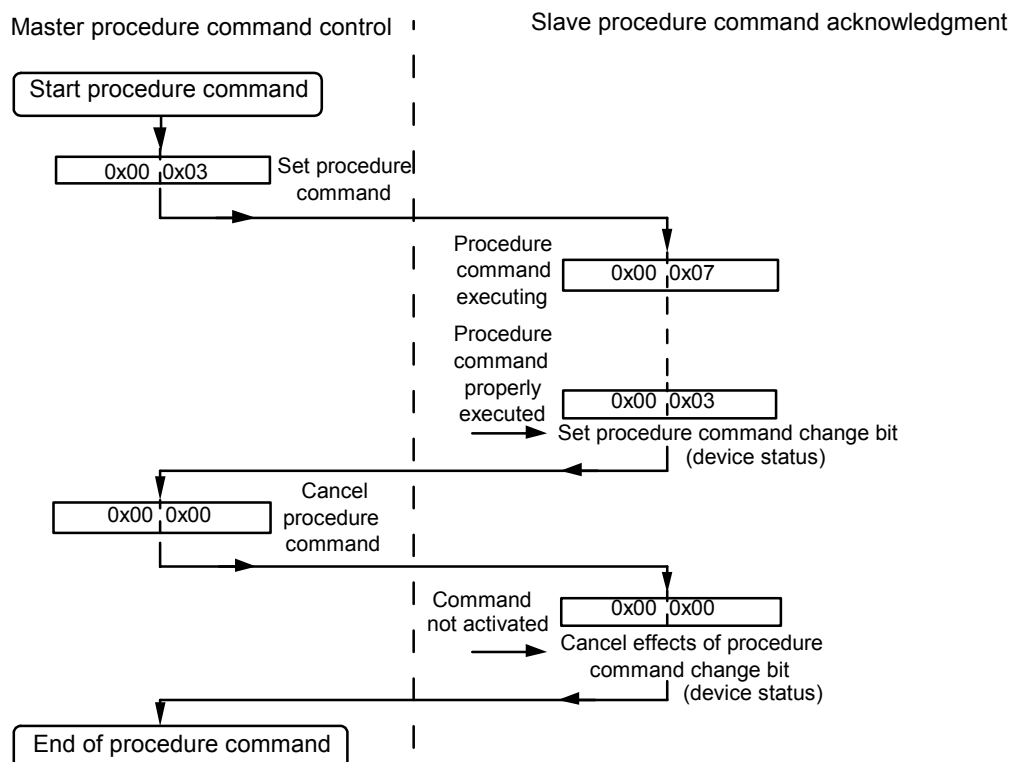 Master procedure command control
Slave procedure command acknowledgment
Start procedure command
0x00 0x03
Set procedure
command
Procedure
command
executing
0x00 0x07
Procedure
command
properly
executed
0x00 0x03
Set procedure command change bit
(device status)
Cancel
procedure
command
0x00 0x00
Command
not activated
0x00 0x00
Cancel effects of procedure
command change bit
(device status)
End of procedure command